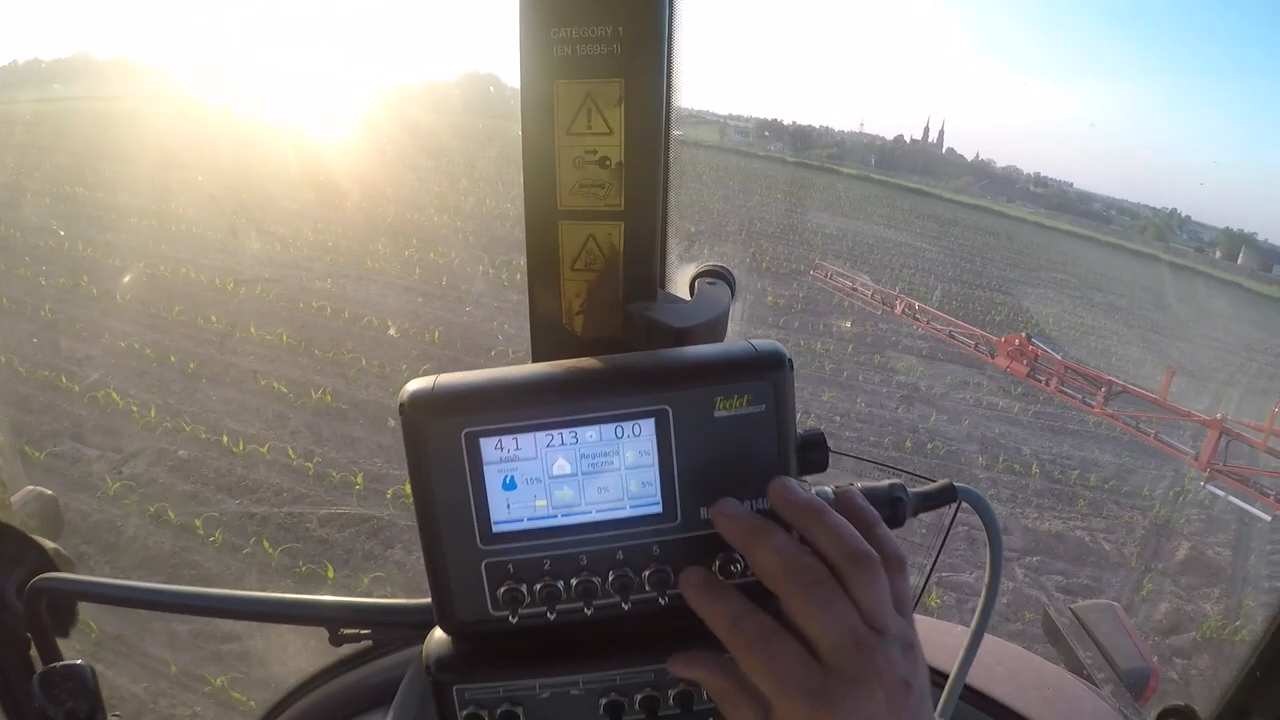 CATEGORY 1
(EN 15695-1)
TeeJet
4,1 213 0.0
km/h
Regulacja
ręczna
5%
-15%
0%
5%
1 2 3 4 5